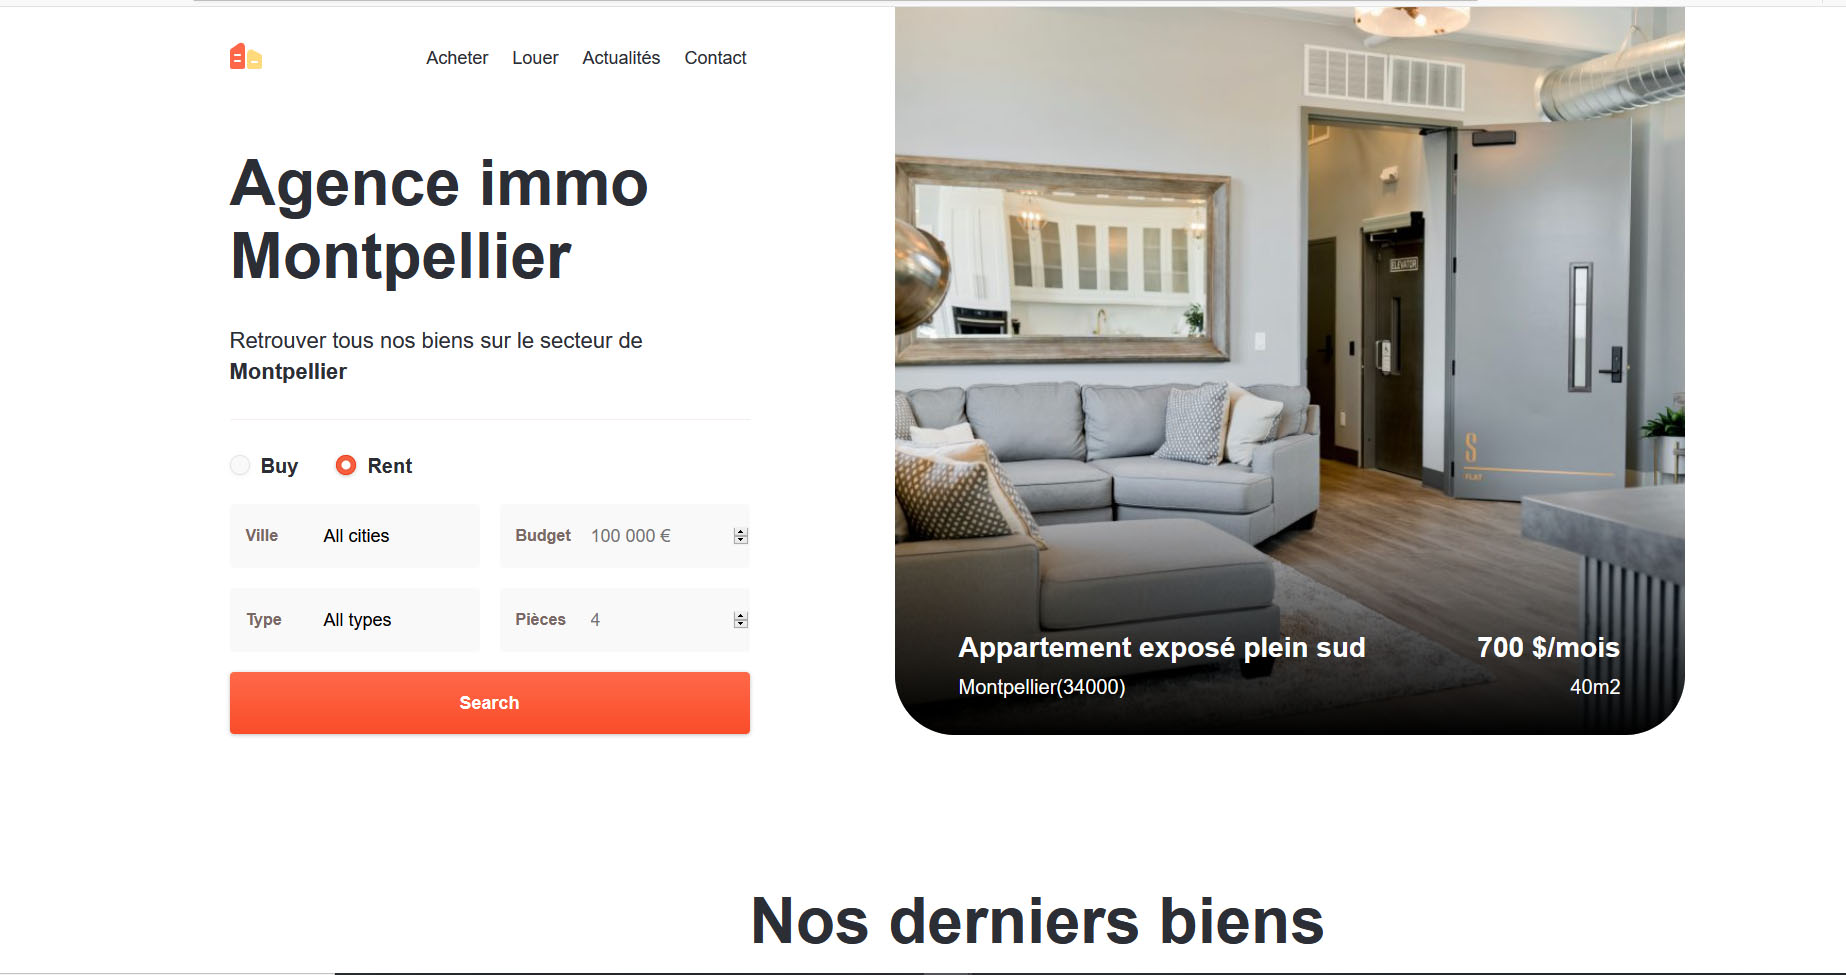 Acheter Louer Actualités Contact
Agence immo
Montpellier
Retrouver tous nos biens sur le secteur de
Montpellier
Buy Rent
Ville All cities Budget 100 000 €
Type All types Pièces 4
Search
ELEVATOR
S
FLAT
Appartement exposé plein sud 700 $/mois
Montpellier(34000) 40m2
Nos derniers biens